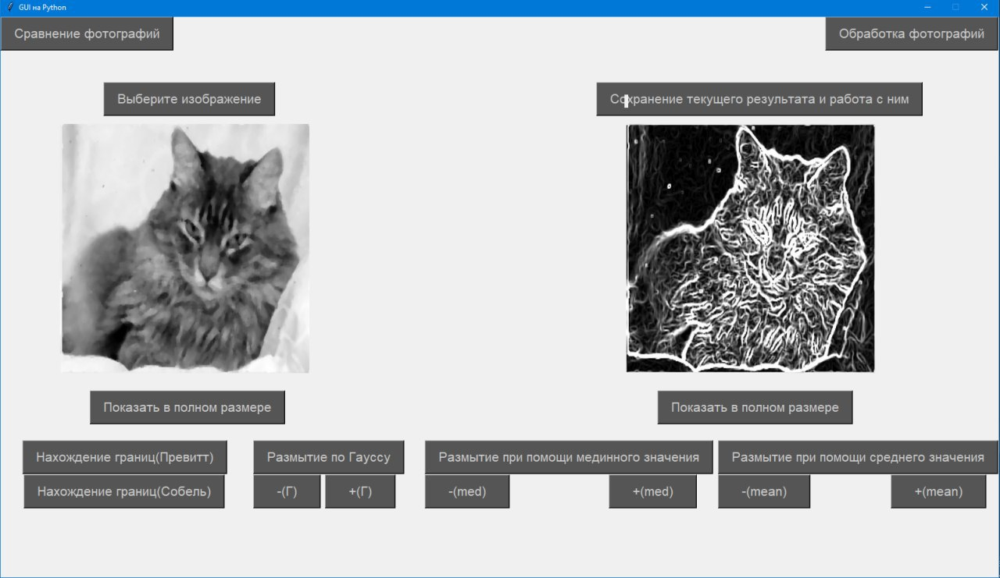 GUI на Python
Сравнение фотографий
Обработка фотографий
Выберите изображение
Сохранение текущего результата и работа с ним
Показать в полном размере
Показать в полном размере
Нахождение границ(Превитт)
Размытие по Гауссу
Размытие при помощи мединного значения
Размытие при помощи среднего значения
Нахождение границ(Собель)
-(Г)
+(Г)
-(med)
+(med)
-(mean)
+(mean)